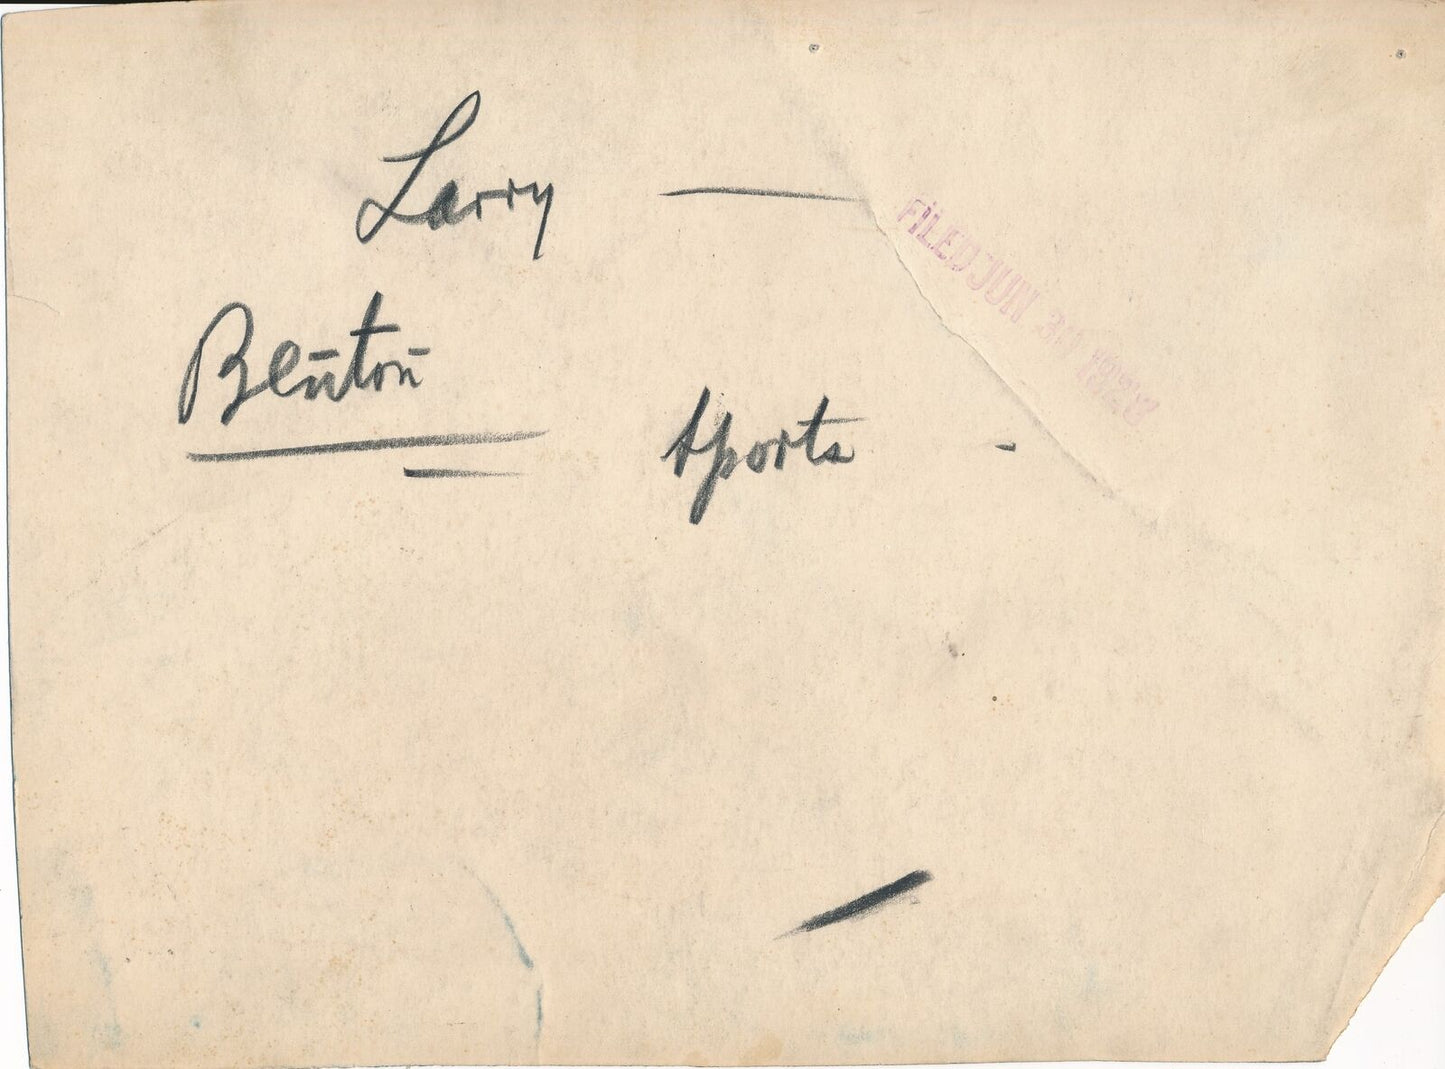 Larry —
Benton
Sports -
FILED JUN 30 1928